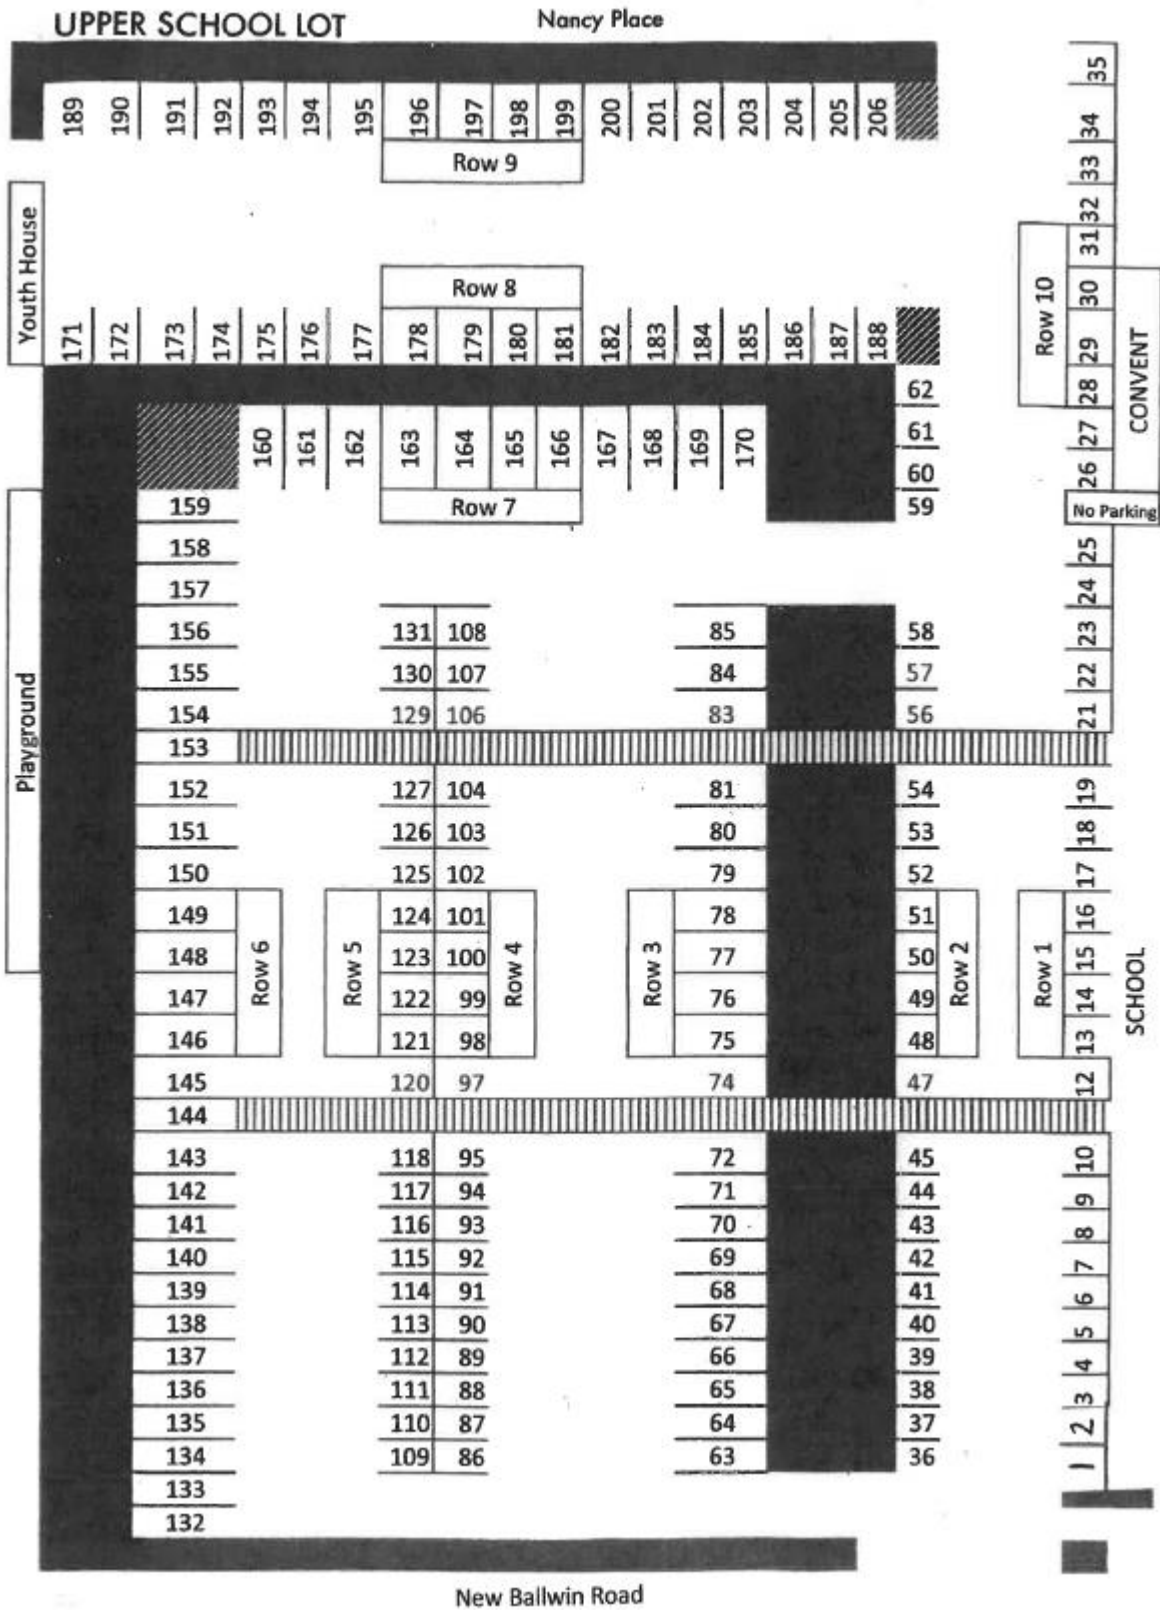 UPPER SCHOOL LOT
Nancy Place
189 190 191 192 193 194 195 196 197 198 199 200 201 202 203 204 205 206
35
34
Row 9
33
Youth House
32
31
Row 8
Row 10
30
171 172 173 174 175 176 177 178 179 180 181 182 183 184 185 186 187 188
29
CONVENT
62
28
160 161 162 163 164 165 166 167 168 169 170
61
27
60
26
159
Row 7
59
No Parking
158
25
157
24
156 131 108 85 58 23
155 130 107 84 57 22
154 129 106 83 56 21
Playground
153
152 127 104 81 54 19
151 126 103 80 53 18
150 125 102 79 52 17
149 124 101 78 51 16
148 123 100 77 50 15
Row 6
Row 5
Row 4
Row 3
Row 2
Row 1
SCHOOL
147 122 99 76 49 14
146 121 98 75 48 13
145 120 97 74 47 12
144
143 118 95 72 45 10
142 117 94 71 44 9
141 116 93 70 43 8
140 115 92 69 42 7
139 114 91 68 41 6
138 113 90 67 40 5
137 112 89 66 39 4
136 111 88 65 38 3
135 110 87 64 37 2
134 109 86 63 36 1
133
132
New Ballwin Road